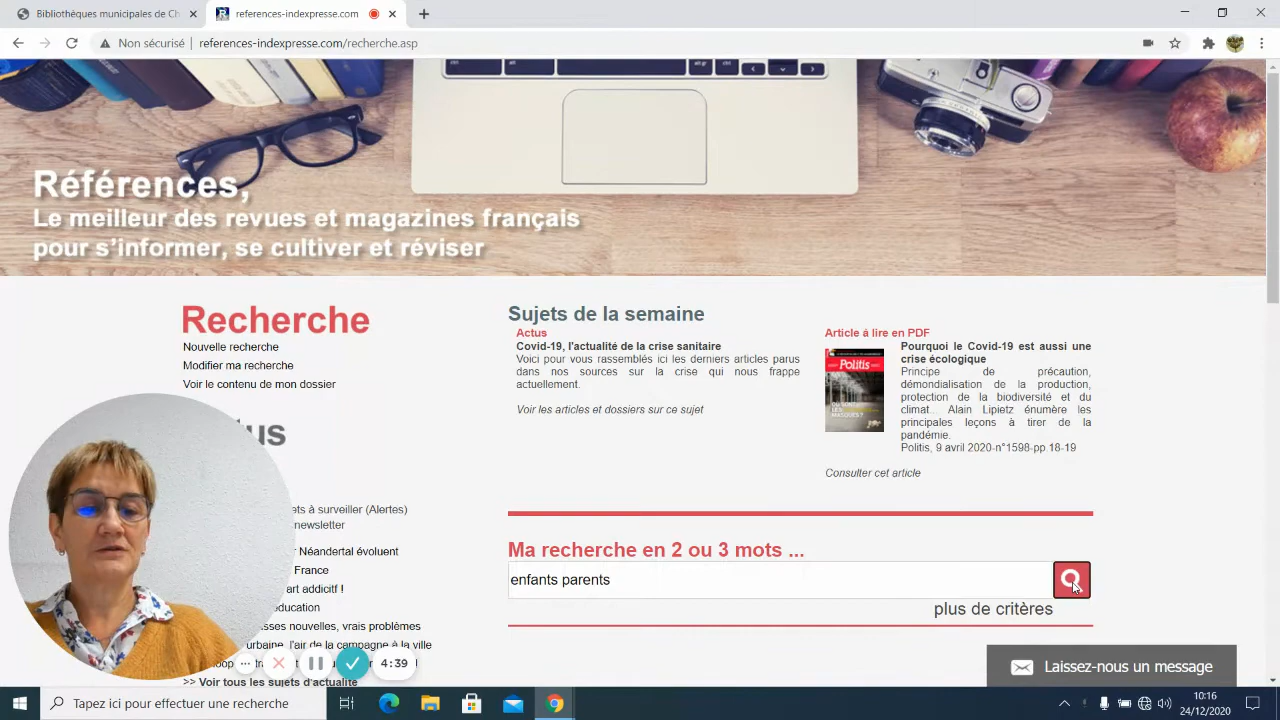 Bibliothèques municipales de Ch
references-indexpresse.com
Non sécurisé
references-indexpresse.com/recherche.asp
Références,
Le meilleur des revues et magazines français
pour s'informer, se cultiver et réviser
Recherche
Nouvelle recherche
Modifier ma recherche
Voir le contenu de mon dossier
us
ets à surveiller (Alertes)
newsletter
r Néandertal évoluent
France
art addicitf !
education
sses nouvelles, vrais problèmes
urbaine, l'air de la campagne à la ville
>> Voir tous les sujets d'actualité
Sujets de la semaine
Actus
Covid-19, l'actualité de la crise sanitaire
Voici pour vous rassemblés ici les derniers articles parus
dans nos sources sur la crise qui nous frappe
actuellement.
Voir les articles et dossiers sur ce sujet
Article à lire en PDF
Politis
Pourquoi le Covid-19 est aussi une
crise écologique
Principe de précaution,
démondialisation de la production,
protection de la biodiversité et du
climat... Alain Lipietz énumère les
principales leçons à tirer de la
pandémie.
Politis, 9 avril 2020-n°1598-pp 18-19
Consulter cet article
Ma recherche en 2 ou 3 mots ...
enfants parents
plus de critères
Laissez-nous un message
4:39
Tapez ici pour effectuer une recherche
10:16
24/12/2020